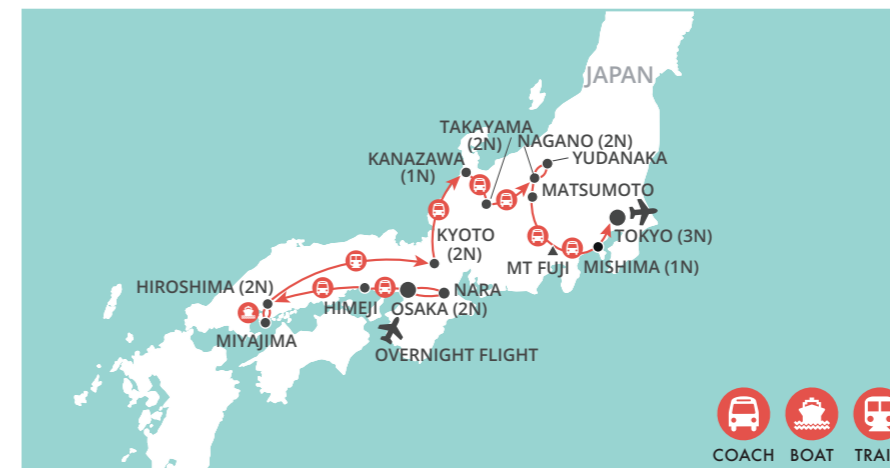 JAPAN
TAKAYAMA
(2N)
NAGANO (2N)
YUDANAKA
KANAZAWA
(1N)
MATSUMOTO
TOKYO (3N)
KYOTO
(2N)
MT FUJI
MISHIMA (1N)
HIROSHIMA (2N)
NARA
HIMEJI
OSAKA (2N)
MIYAJIMA
OVERNIGHT FLIGHT
COACH
BOAT
TRAI